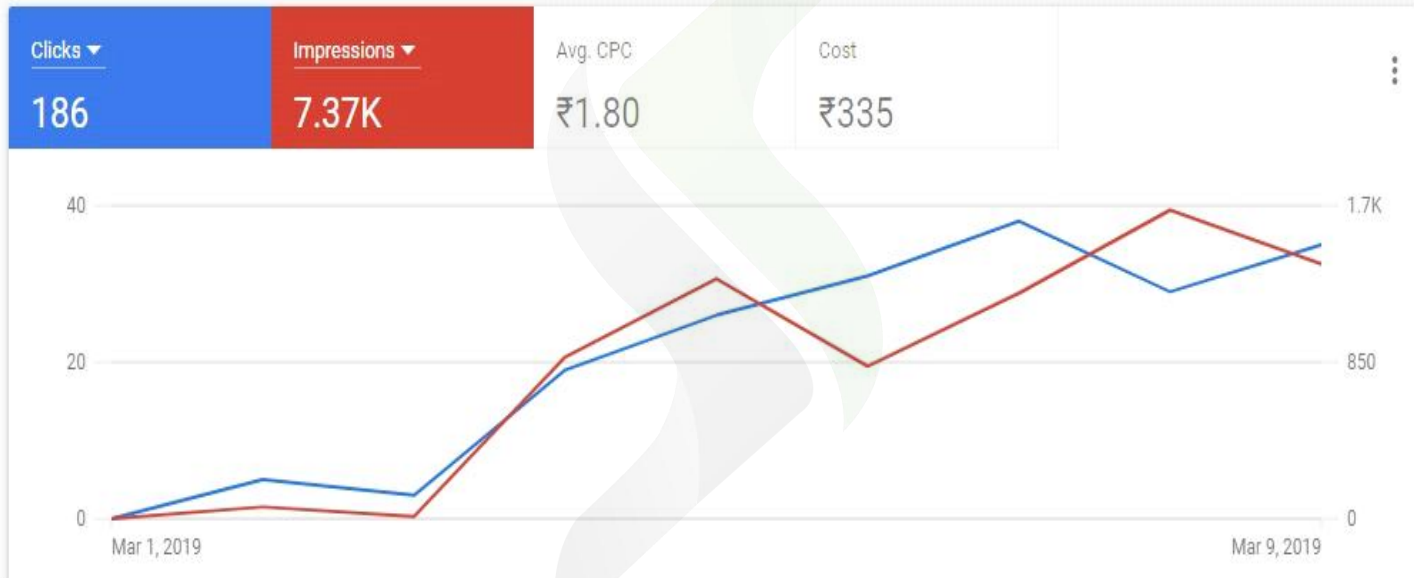 Clicks
Impressions
Avg. CPC
Cost
186
7.37K
₹1.80
₹335
40
1.7K
20
850
0
0
Mar 1, 2019
Mar 9, 2019